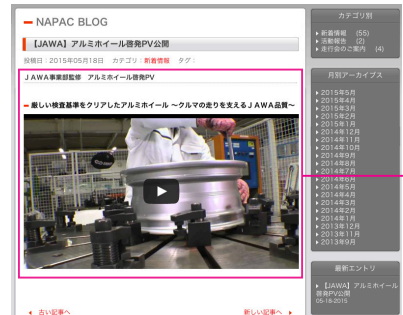 NAPAC BLOG
【JAWA】アルミホイール啓発PV公開
投稿日：2015年05月18日 カテゴリ：新着情報 タグ：
ＪＡＷＡ事業部監修 アルミホイール啓発PV
厳しい検査基準をクリアしたアルミホイール ～クルマの走りを支えるＪＡＷＡ品質～
古い記事へ
新しい記事へ
カテゴリ別
新着情報 (55)
活動報告 (2)
走行会のご案内 (4)
月別アーカイブス
2015年5月
2015年4月
2015年3月
2015年2月
2015年1月
2014年12月
2014年11月
2014年10月
2014年9月
2014年8月
2014年7月
2014年6月
2014年5月
2014年4月
2014年3月
2014年2月
2014年1月
2013年12月
2013年11月
2013年9月
最新エントリ
【JAWA】アルミホイール
啓発PV公開
05-18-2015